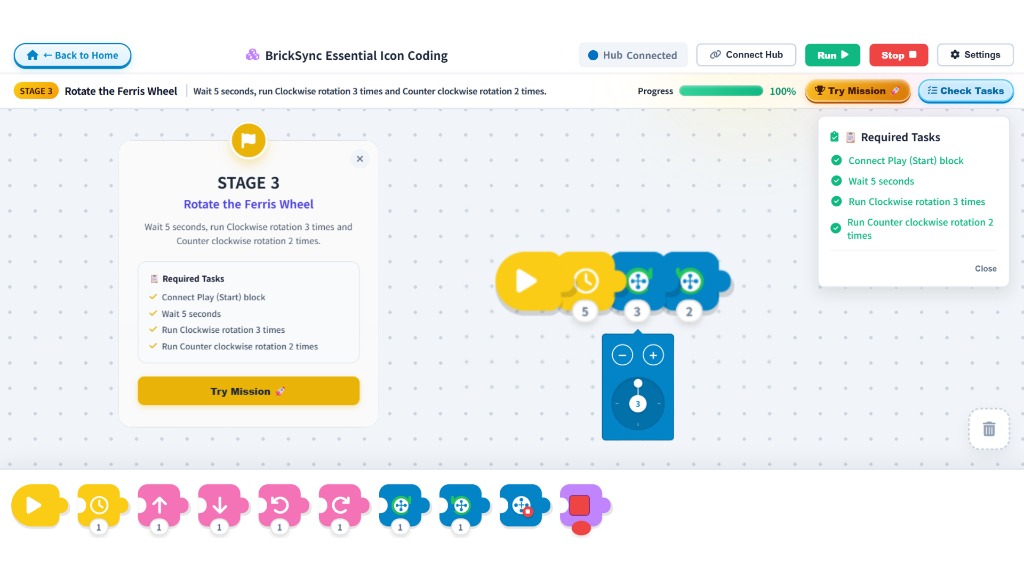 ← Back to Home
BrickSync Essential Icon Coding
Hub Connected
Connect Hub
Run
Stop
Settings
STAGE 3
Rotate the Ferris Wheel
Wait 5 seconds, run Clockwise rotation 3 times and Counter clockwise rotation 2 times.
Progress
100%
Try Mission
Check Tasks
STAGE 3
Rotate the Ferris Wheel
Wait 5 seconds, run Clockwise rotation 3 times and
Counter clockwise rotation 2 times.
Required Tasks
Connect Play (Start) block
Wait 5 seconds
Run Clockwise rotation 3 times
Run Counter clockwise rotation 2 times
Try Mission
Required Tasks
Connect Play (Start) block
Wait 5 seconds
Run Clockwise rotation 3 times
Run Counter clockwise rotation 2
times
Close
5
3
2
3
1
1
1
1
1
1
1